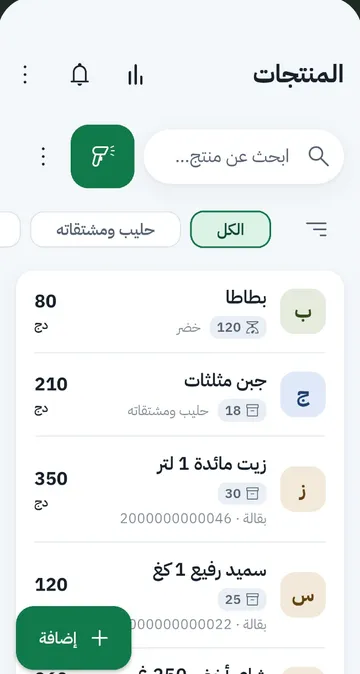 المنتجات
ابحث عن منتج...
الكل
حليب ومشتقاته
ب
بطاطا
80
120
خضر
دج
ج
جبن مثلثات
210
18
حليب ومشتقاته
دج
ز
زيت مائدة 1 لتر
350
30
دج
بقالة · 2000000000046
س
سميد رفيع 1 كغ
120
25
بقالة
إضافة